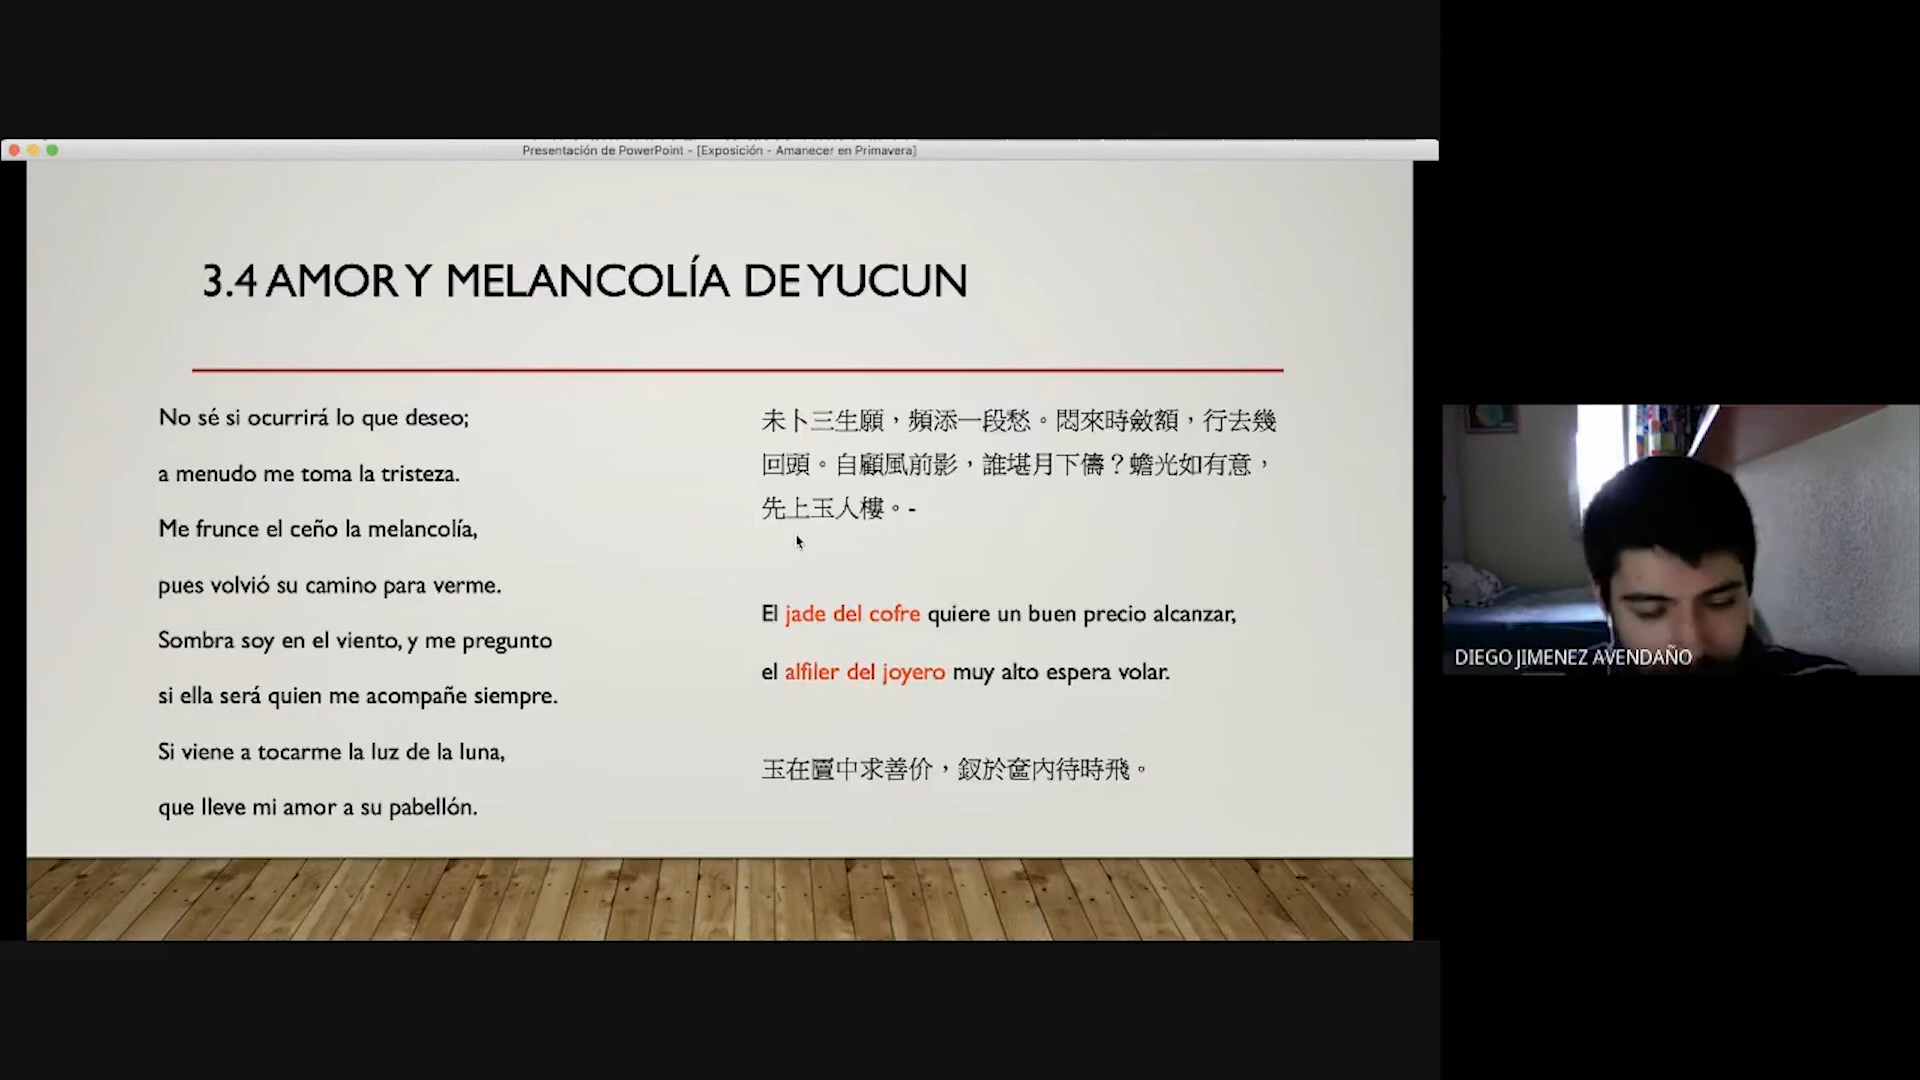 Presentación de PowerPoint - [Exposición - Amanecer en Primavera]
3.4 AMOR Y MELANCOLÍA DE YUCUN
No sé si ocurrirá lo que deseo;
a menudo me toma la tristeza.
Me frunce el ceño la melancolía,
pues volvió su camino para verme.
Sombra soy en el viento, y me pregunto
si ella será quien me acompañe siempre.
Si viene a tocarme la luz de la luna,
que lleve mi amor a su pabellón.
未卜三生願，頻添一段愁。悶來時斂額，行去幾
回頭。自顧風前影，誰堪月下儔？蟾光如有意，
先上玉人樓。-
El jade del cofre quiere un buen precio alcanzar,
el alfiler del joyero muy alto espera volar.
玉在匱中求善价，釵於奩內待時飛。
DIEGO JIMENEZ AVENDAÑO